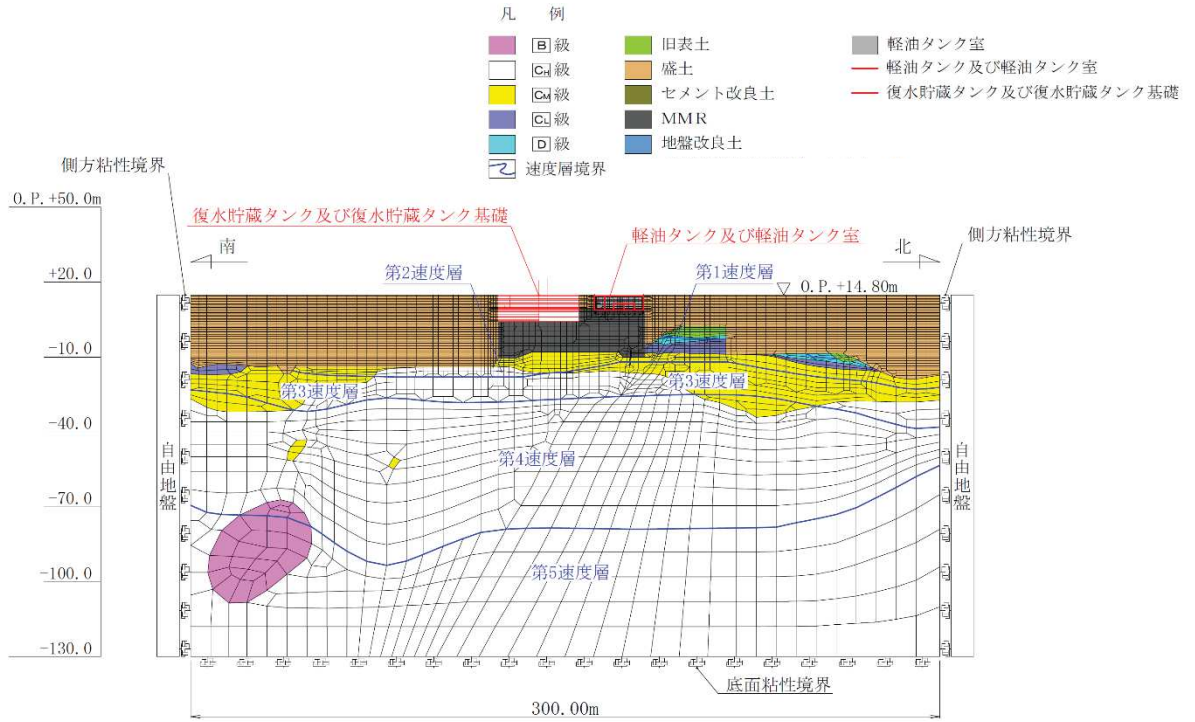 凡 例
B級
CH級
CM級
CL級
D級
速度層境界
旧表土
盛土
セメント改良土
MMR
地盤改良土
軽油タンク室
軽油タンク及び軽油タンク室
復水貯蔵タンク及び復水貯蔵タンク基礎
側方粘性境界
O.P.+50.0m
復水貯蔵タンク及び復水貯蔵タンク基礎
軽油タンク及び軽油タンク室
側方粘性境界
南
北
+20.0
第2速度層
第1速度層
O.P.+14.80m
-10.0
第3速度層
第3速度層
-40.0
第4速度層
自由地盤
自由地盤
-70.0
第5速度層
-100.0
-130.0
底面粘性境界
300.00m